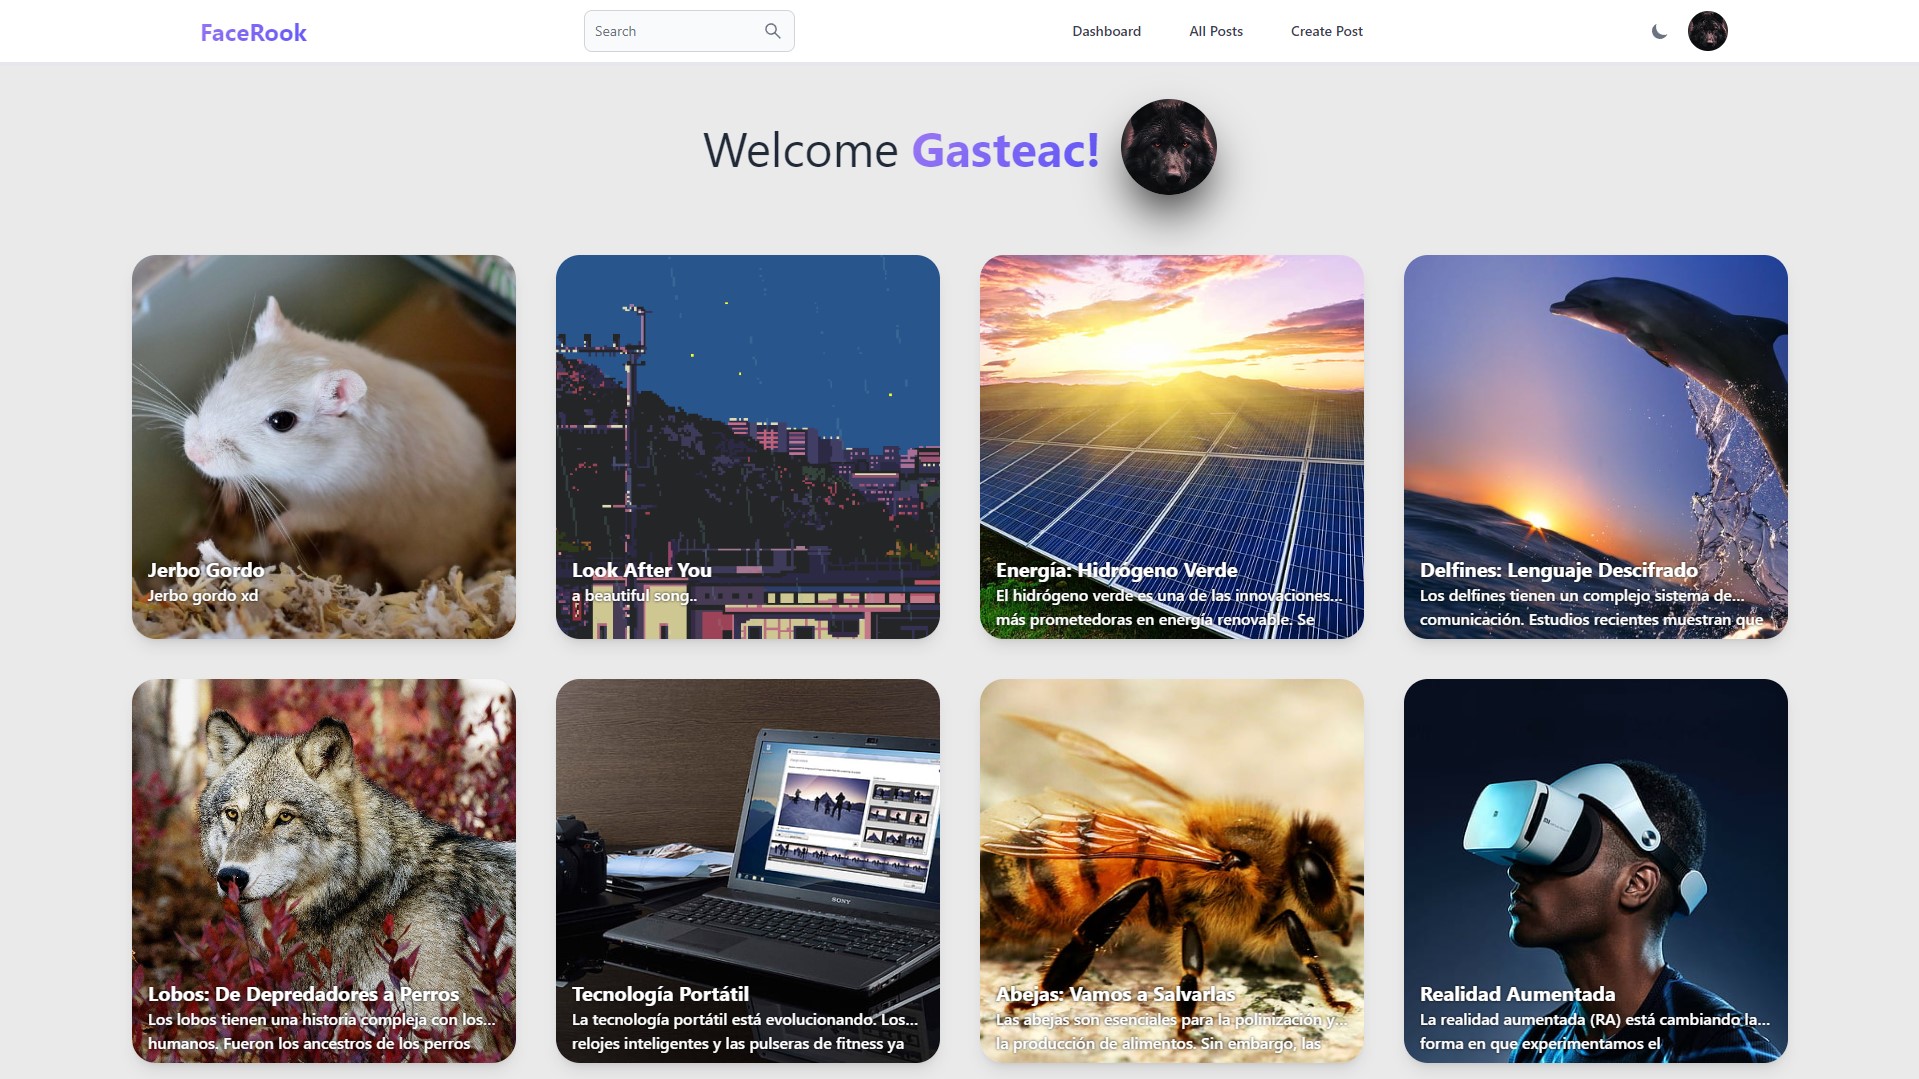 FaceRook
Search
Dashboard
All Posts
Create Post
Welcome Gasteac!
Jerbo Gordo
Jerbo gordo xd
Look After You
a beautiful song..
Energía: Hidrógeno Verde
El hidrógeno verde es una de las innovaciones...
más prometedoras en energía renovable. Se
Delfines: Lenguaje Descifrado
Los delfines tienen un complejo sistema de...
comunicación. Estudios recientes muestran que
Lobos: De Depredadores a Perros
Los lobos tienen una historia compleja con los...
humanos. Fueron los ancestros de los perros
SONY
Tecnología Portátil
La tecnología portátil está evolucionando. Los...
relojes inteligentes y las pulseras de fitness ya
Abejas: Vamos a Salvarlas
Las abejas son esenciales para la polinización y...
la producción de alimentos. Sin embargo, las
Realidad Aumentada
La realidad aumentada (RA) está cambiando la...
forma en que experimentamos el